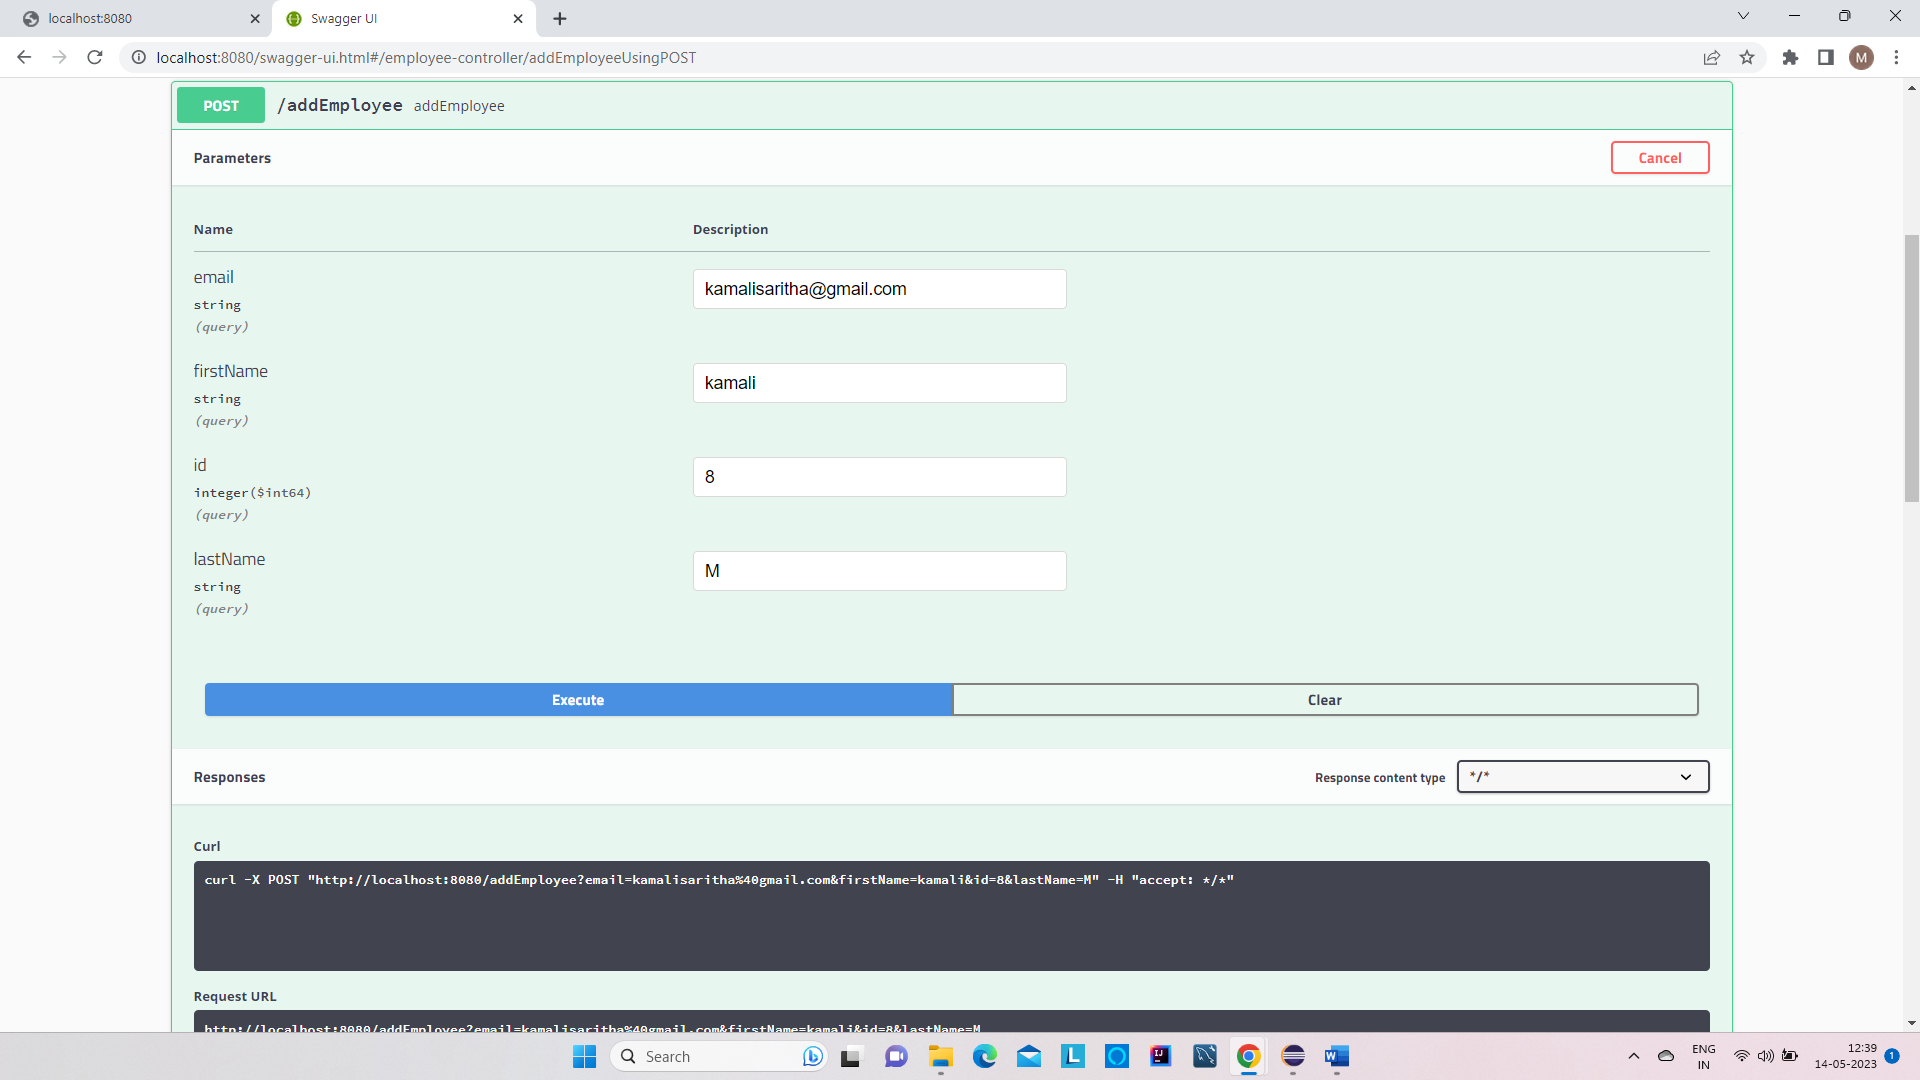 localhost:8080
Swagger UI
localhost:8080/swagger-ui.html#/employee-controller/addEmployeeUsingPOST
M
POST /addEmployee addEmployee
Parameters
Cancel
Name Description
email
string
(query)
kamalisaritha@gmail.com
firstName
string
(query)
kamali
id
integer($int64)
(query)
8
lastName
string
(query)
M
Execute
Clear
Responses
Response content type */*
Curl
curl -X POST "http://localhost:8080/addEmployee?email=kamalisaritha%40gmail.com&firstName=kamali&id=8&lastName=M" -H "accept: */*"
Request URL
http://localhost:8080/addEmployee?email=kamalisaritha%40gmail.com&firstName=kamali&id=8&lastName=M
Search
L
IJ
W
ENG
IN
12:39
14-05-2023
1